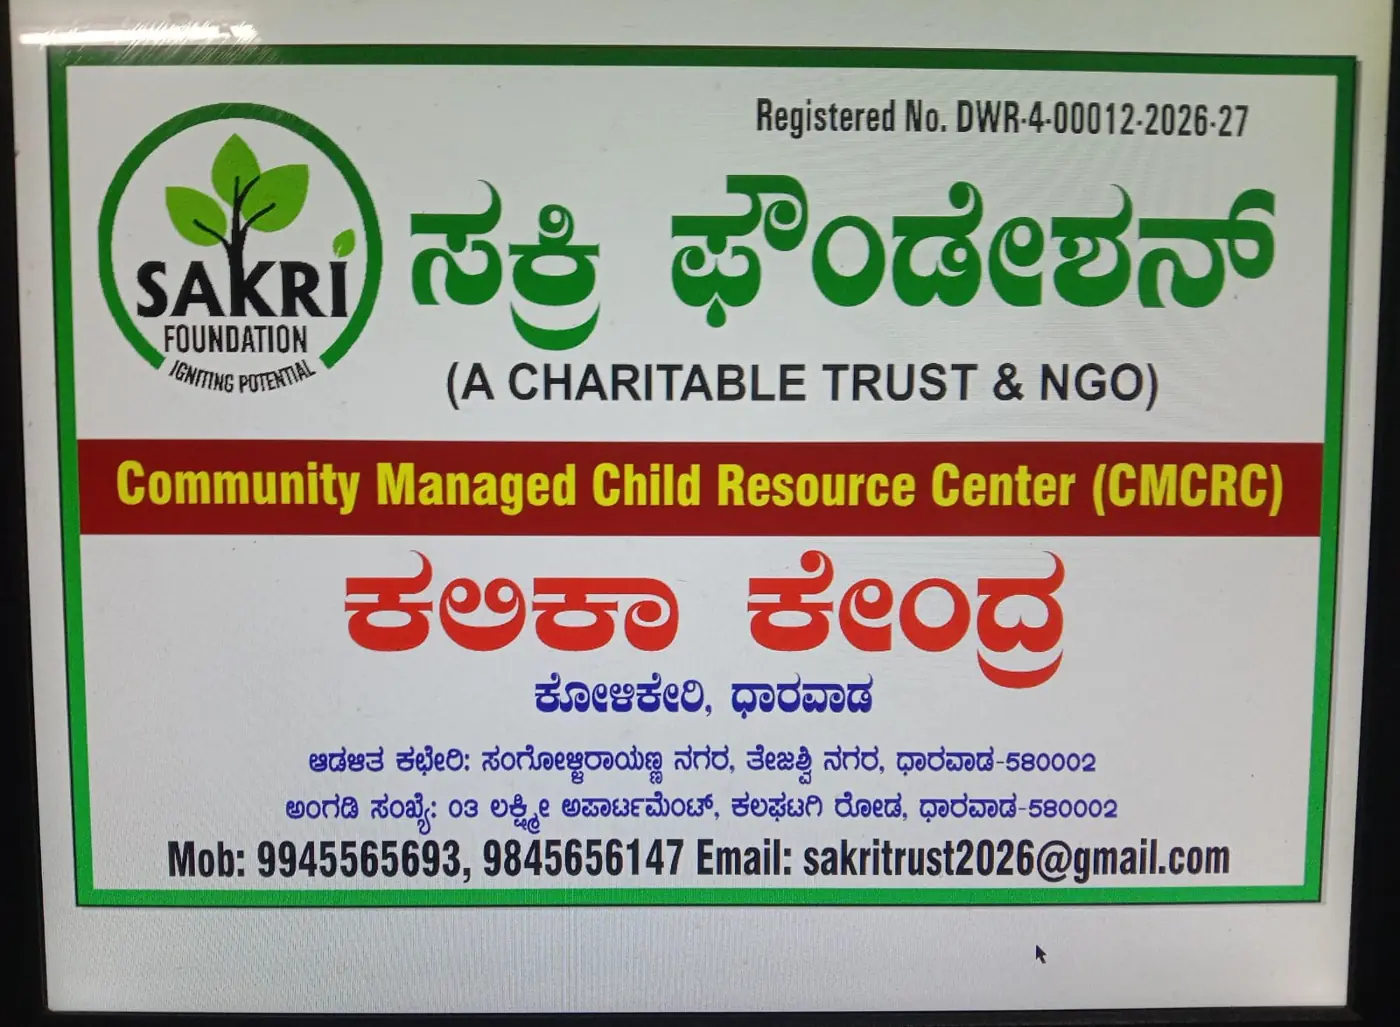 Registered No. DWR-4-00012-2026-27
SAKRI
FOUNDATION
IGNITING POTENTIAL
ಸಕ್ರಿ ಫೌಂಡೇಶನ್
(A CHARITABLE TRUST & NGO)
Community Managed Child Resource Center (CMCRC)
ಕಲಿಕಾ ಕೇಂದ್ರ
ಕೋಳಿಕೇರಿ, ಧಾರವಾಡ
ಆಡಳಿತ ಕಛೇರಿ: ಸಂಗೋಳ್ಳಿರಾಯಣ್ಣ ನಗರ, ತೇಜಶ್ವಿ ನಗರ, ಧಾರವಾಡ-580002
ಅಂಗಡಿ ಸಂಖ್ಯೆ: ೦೩ ಲಕ್ಷ್ಮೀ ಅಪಾರ್ಟಮೆಂಟ್, ಕಲಘಟಗಿ ರೋಡ, ಧಾರವಾಡ-580002
Mob: 9945565693, 9845656147 Email: sakritrust2026@gmail.com